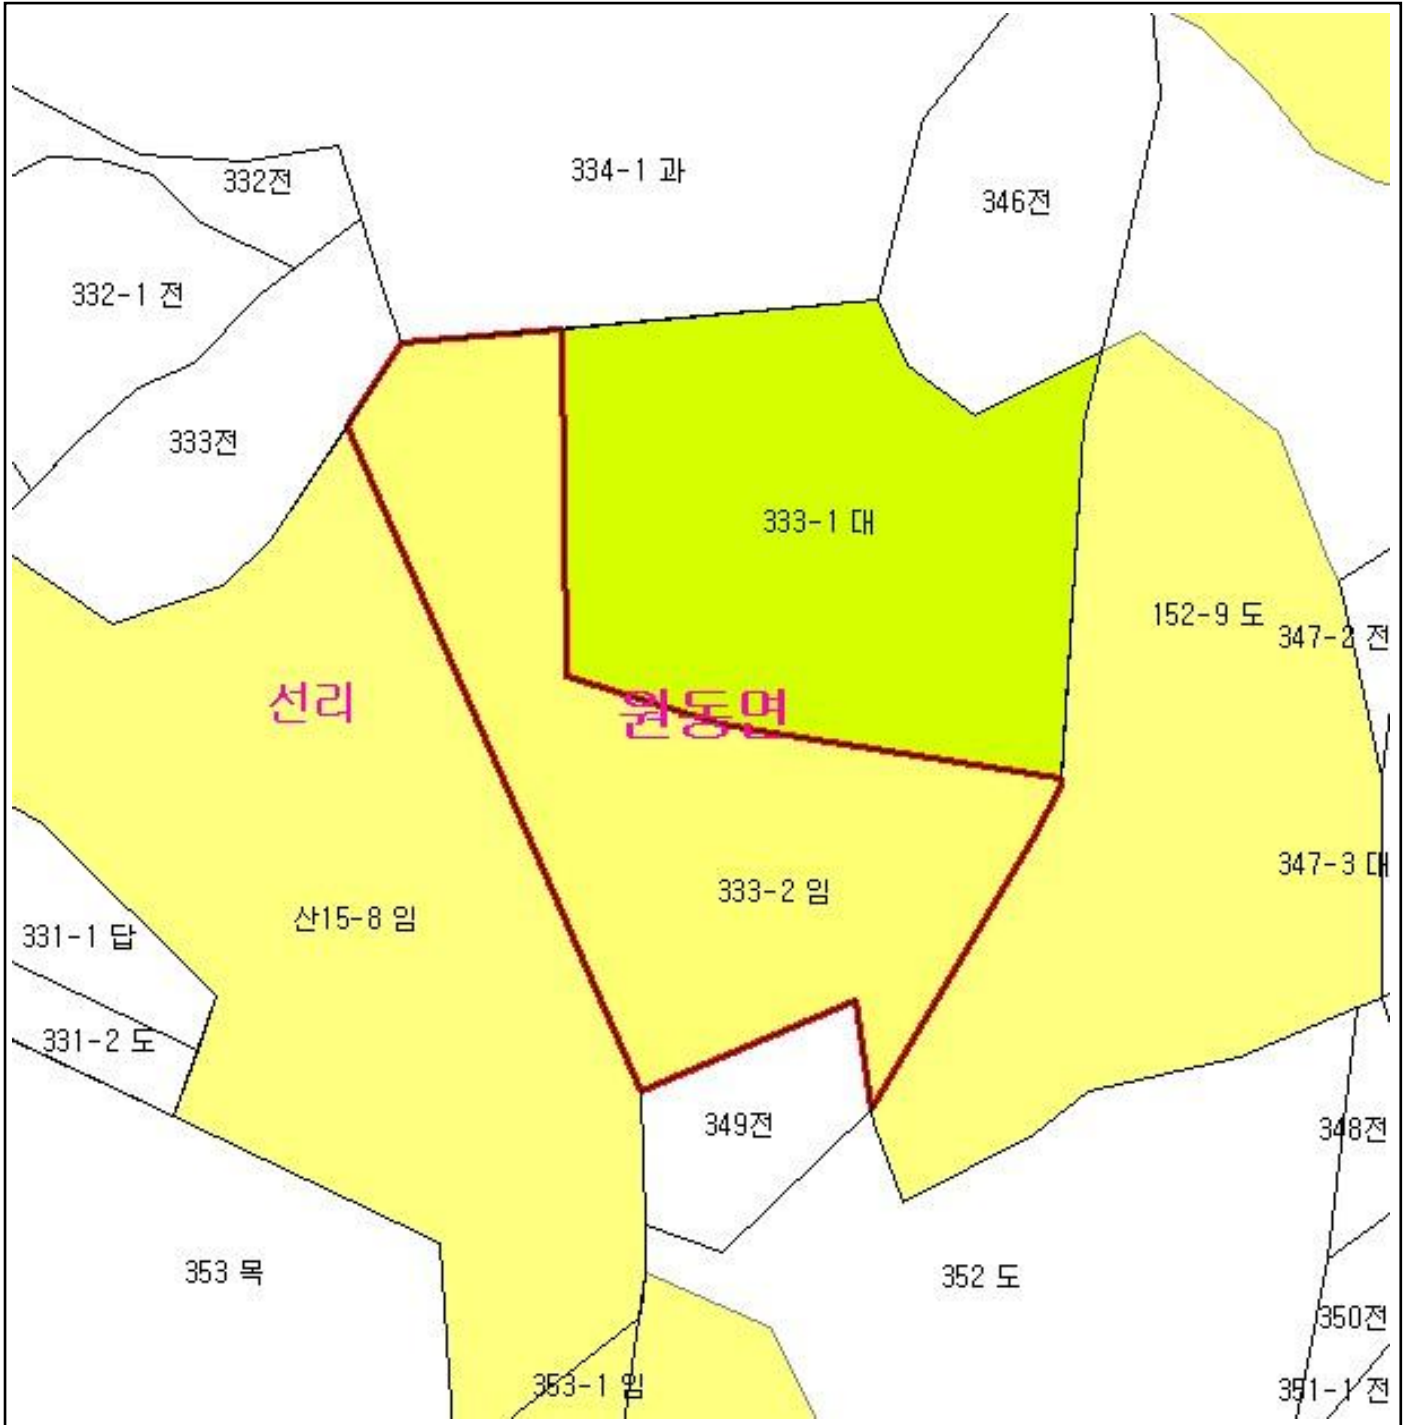 334-1 과
332전
346전
332-1 전
333전
333-1 대
152-9 도
347-2 전
선리
원동면
347-3 대
333-2 임
산15-8 임
331-1 답
331-2 도
349전
348전
353 목
352 도
350전
353-1 임
351-1 전